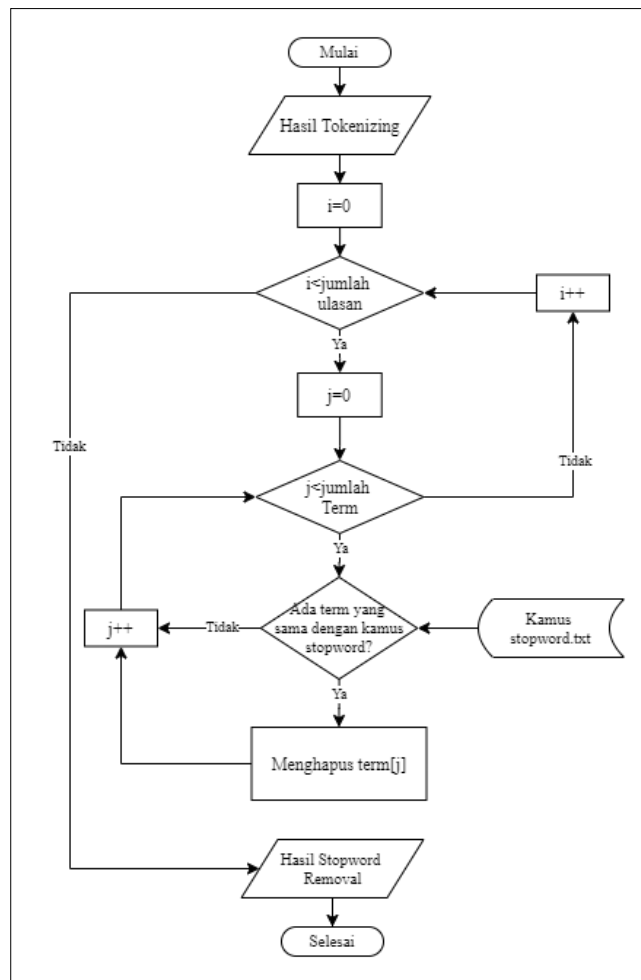 Mulai
Hasil Tokenizing
i=0
i<jumlah
ulasan
i++
Ya
j=0
Tidak
Tidak
j<jumlah
Term
Ya
Ada term yang
sama dengan kamus
stopword?
Kamus
stopword.txt
j++
Tidak
Ya
Menghapus term[j]
Hasil Stopword
Removal
Selesai